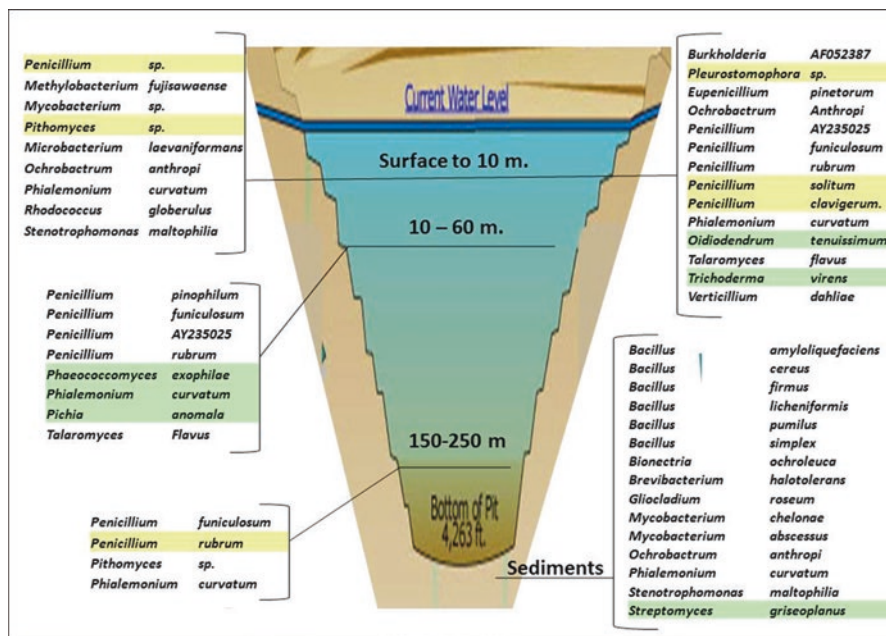 Penicillium sp.
Methylobacterium fujisawaense
Mycobacterium sp.
Pithomyces sp.
Microbacterium laevaniformans
Ochrobactrum anthropi
Phialemonium curvatum
Rhodococcus globerulus
Stenotrophomonas maltophilia
Penicillium pinophilum
Penicillium funiculosum
Penicillium AY235025
Penicillium rubrum
Phaeococcomyces exophilae
Phialemonium curvatum
Pichia anomala
Talaromyces Flavus
Penicillium funiculosum
Penicillium rubrum
Pithomyces sp.
Phialemonium curvatum
Current Water Level
Surface to 10 m.
10 – 60 m.
150-250 m
Bottom of Pit
4,263 ft.
Sediments
Burkholderia AF052387
Pleurostomophora sp.
Eupenicillium pinetorum
Ochrobactrum Anthropi
Penicillium AY235025
Penicillium funiculosum
Penicillium rubrum
Penicillium solitum
Penicillium clavigerum.
Phialemonium curvatum
Oidiodendrum tenuissimum
Talaromyces flavus
Trichoderma virens
Verticillium dahliae
Bacillus amyloliquefaciens
Bacillus cereus
Bacillus firmus
Bacillus licheniformis
Bacillus pumilus
Bacillus simplex
Bionectria ochroleuca
Brevibacterium halotolerans
Gliocladium roseum
Mycobacterium chelonae
Mycobacterium abscessus
Ochrobactrum anthropi
Phialemonium curvatum
Stenotrophomonas maltophilia
Streptomyces griseoplanus